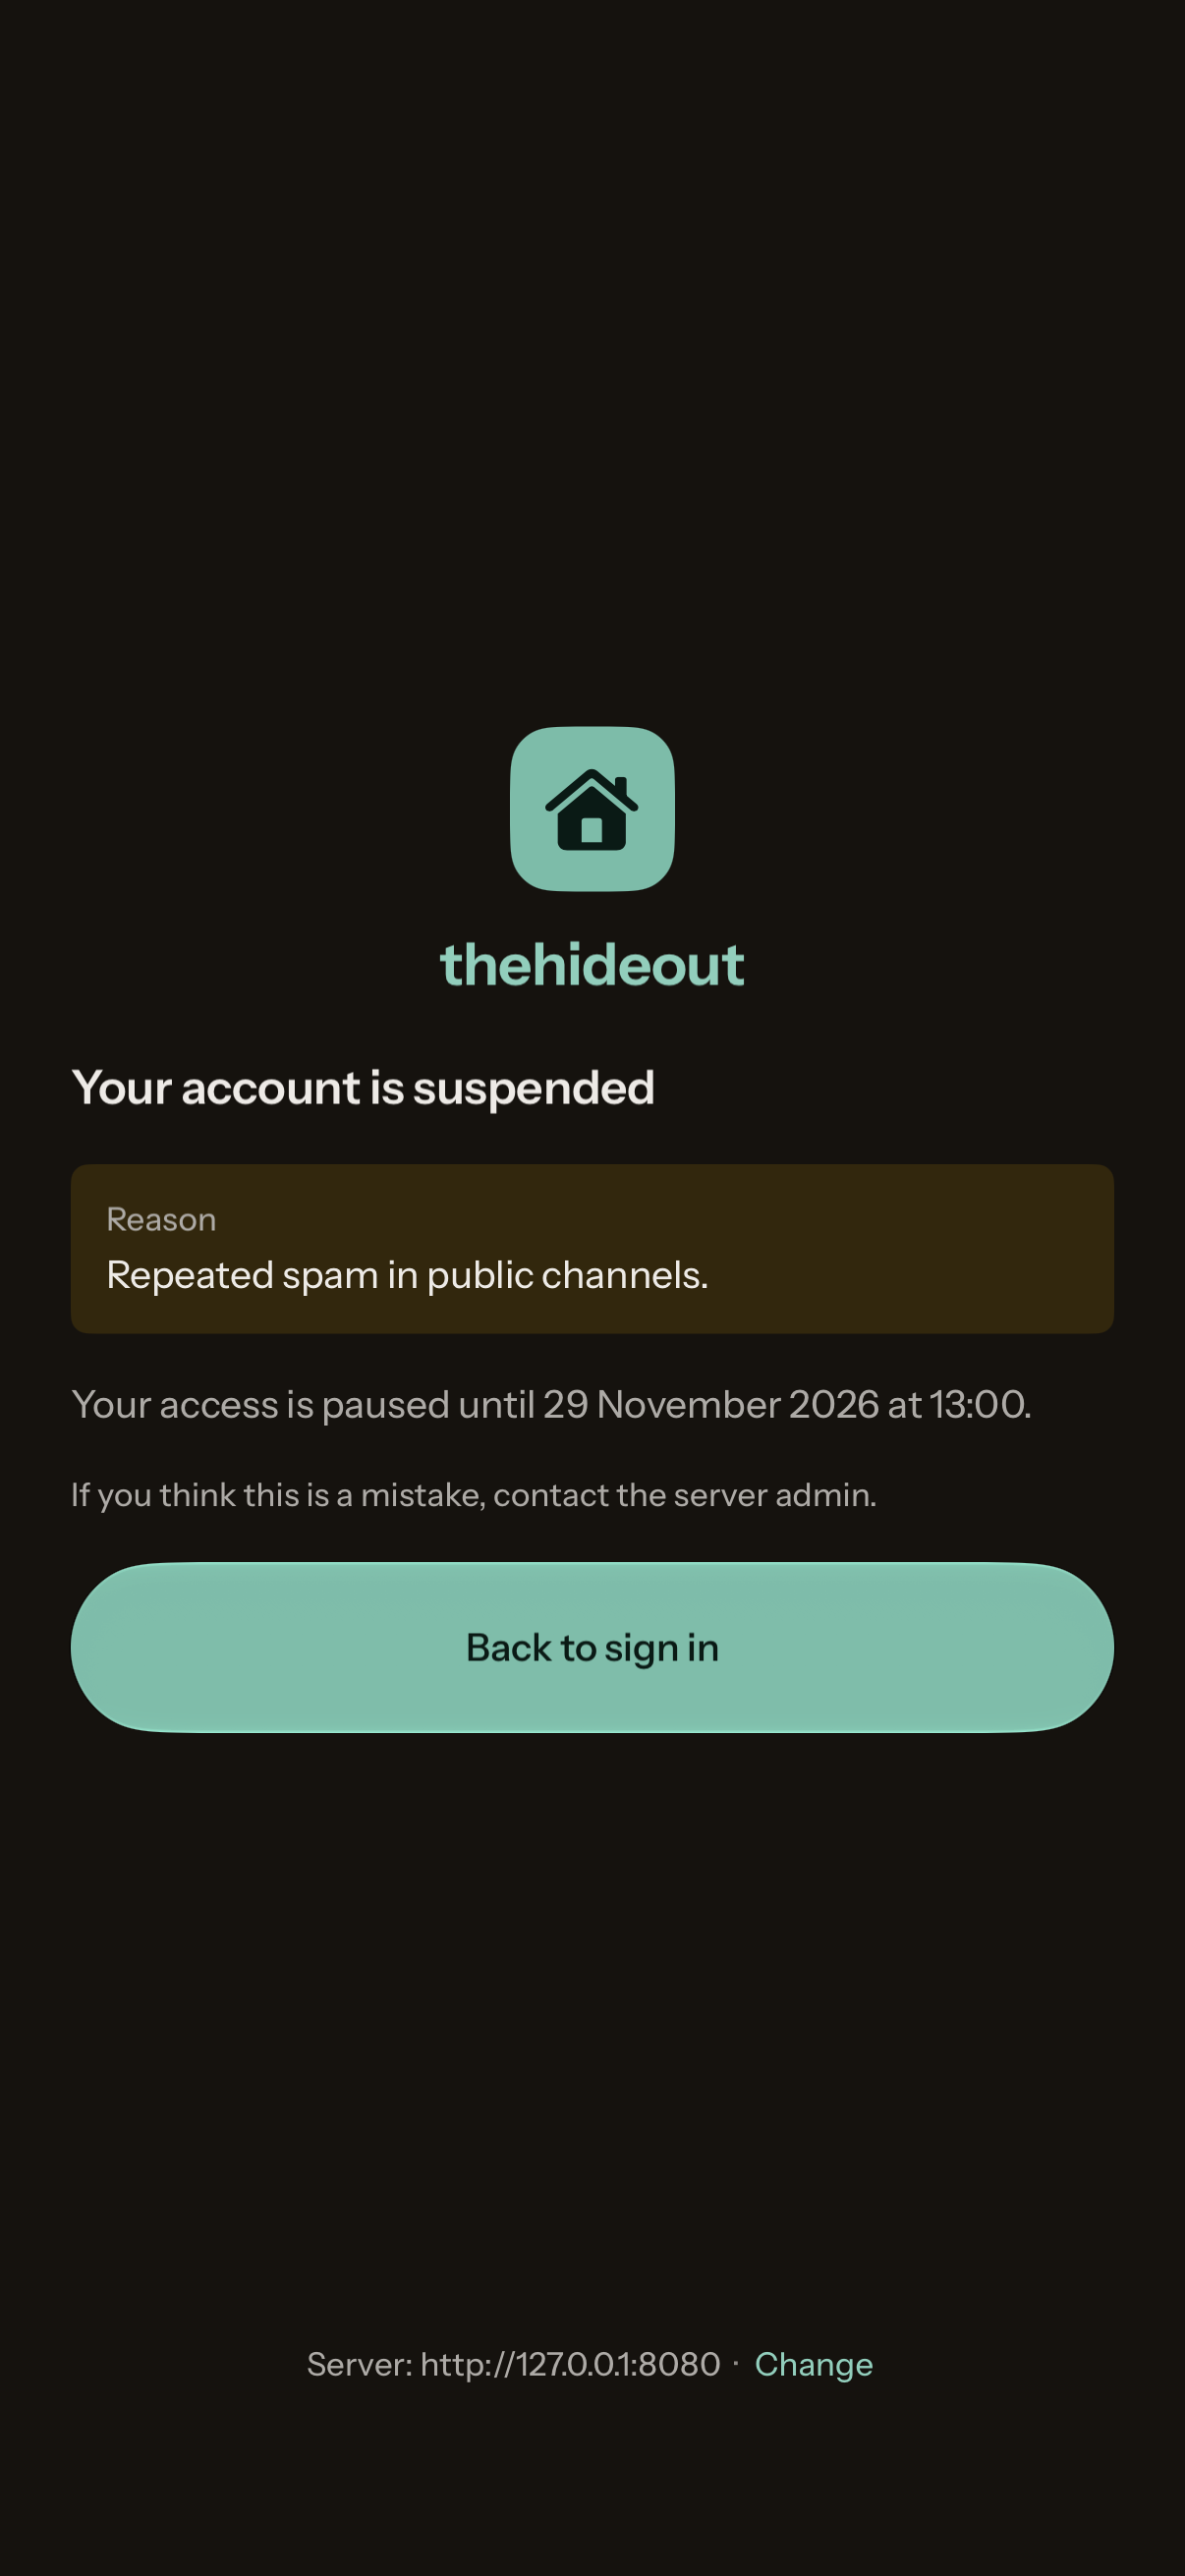 thehideout
Your account is suspended
Reason
Repeated spam in public channels.
Your access is paused until 29 November 2026 at 13:00.
If you think this is a mistake, contact the server admin.
Back to sign in
Server: http://127.0.0.1:8080 · Change